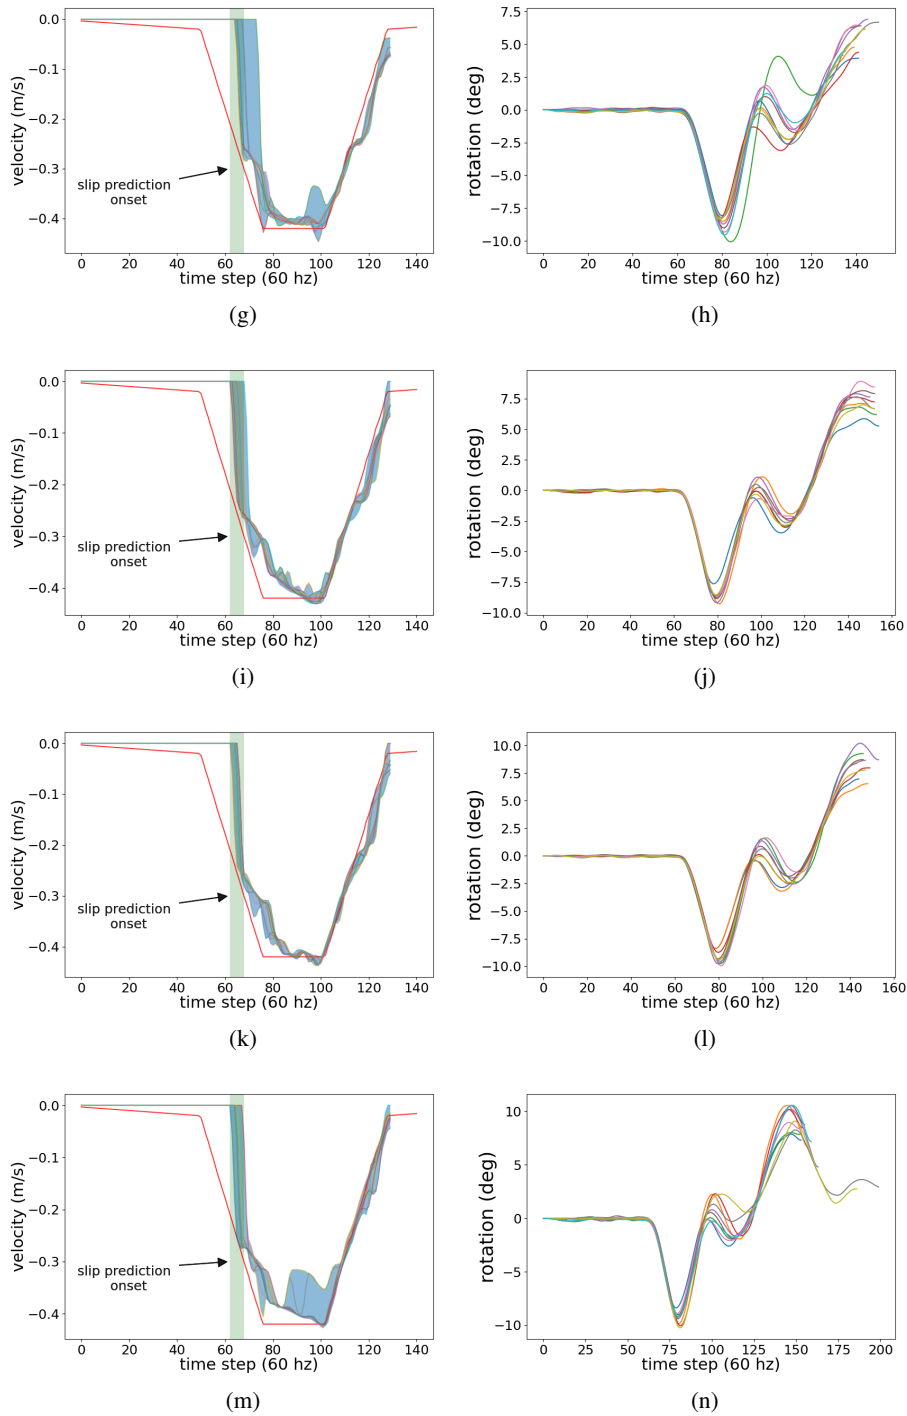 0.0
−0.1
−0.2
−0.3
−0.4
velocity (m/s)
slip prediction
onset
0 20 40 60 80 100 120 140
time step (60 hz)
(g)
7.5
5.0
2.5
0.0
−2.5
−5.0
−7.5
−10.0
rotation (deg)
0 20 40 60 80 100 120 140
time step (60 hz)
(h)
0.0
−0.1
−0.2
−0.3
−0.4
velocity (m/s)
slip prediction
onset
0 20 40 60 80 100 120 140
time step (60 hz)
(i)
7.5
5.0
2.5
0.0
−2.5
−5.0
−7.5
−10.0
rotation (deg)
0 20 40 60 80 100 120 140 160
time step (60 hz)
(j)
0.0
−0.1
−0.2
−0.3
−0.4
velocity (m/s)
slip prediction
onset
0 20 40 60 80 100 120 140
time step (60 hz)
(k)
10.0
7.5
5.0
2.5
0.0
−2.5
−5.0
−7.5
−10.0
rotation (deg)
0 20 40 60 80 100 120 140 160
time step (60 hz)
(l)
0.0
−0.1
−0.2
−0.3
−0.4
velocity (m/s)
slip prediction
onset
0 20 40 60 80 100 120 140
time step (60 hz)
(m)
10
5
0
−5
−10
rotation (deg)
0 25 50 75 100 125 150 175 200
time step (60 hz)
(n)